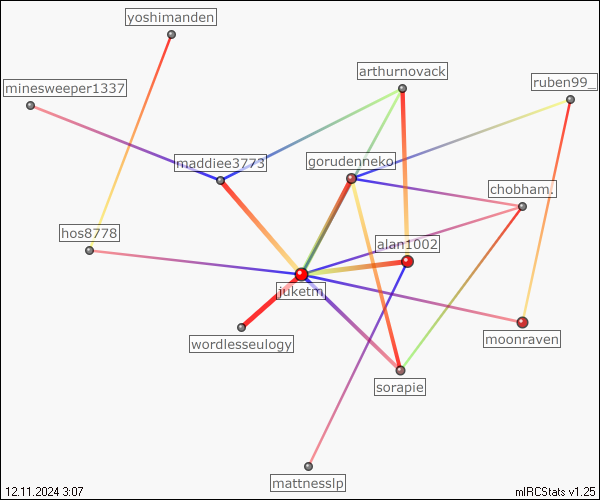 yoshimanden
arthurnovack
minesweeper1337
ruben99_
maddiee3773
gorudenneko
chobham.
hos8778
alan1002
juketm
wordlesseulogy
moonraven
sorapie
mattnesslp
12.11.2024 3:07
mIRCStats v1.25